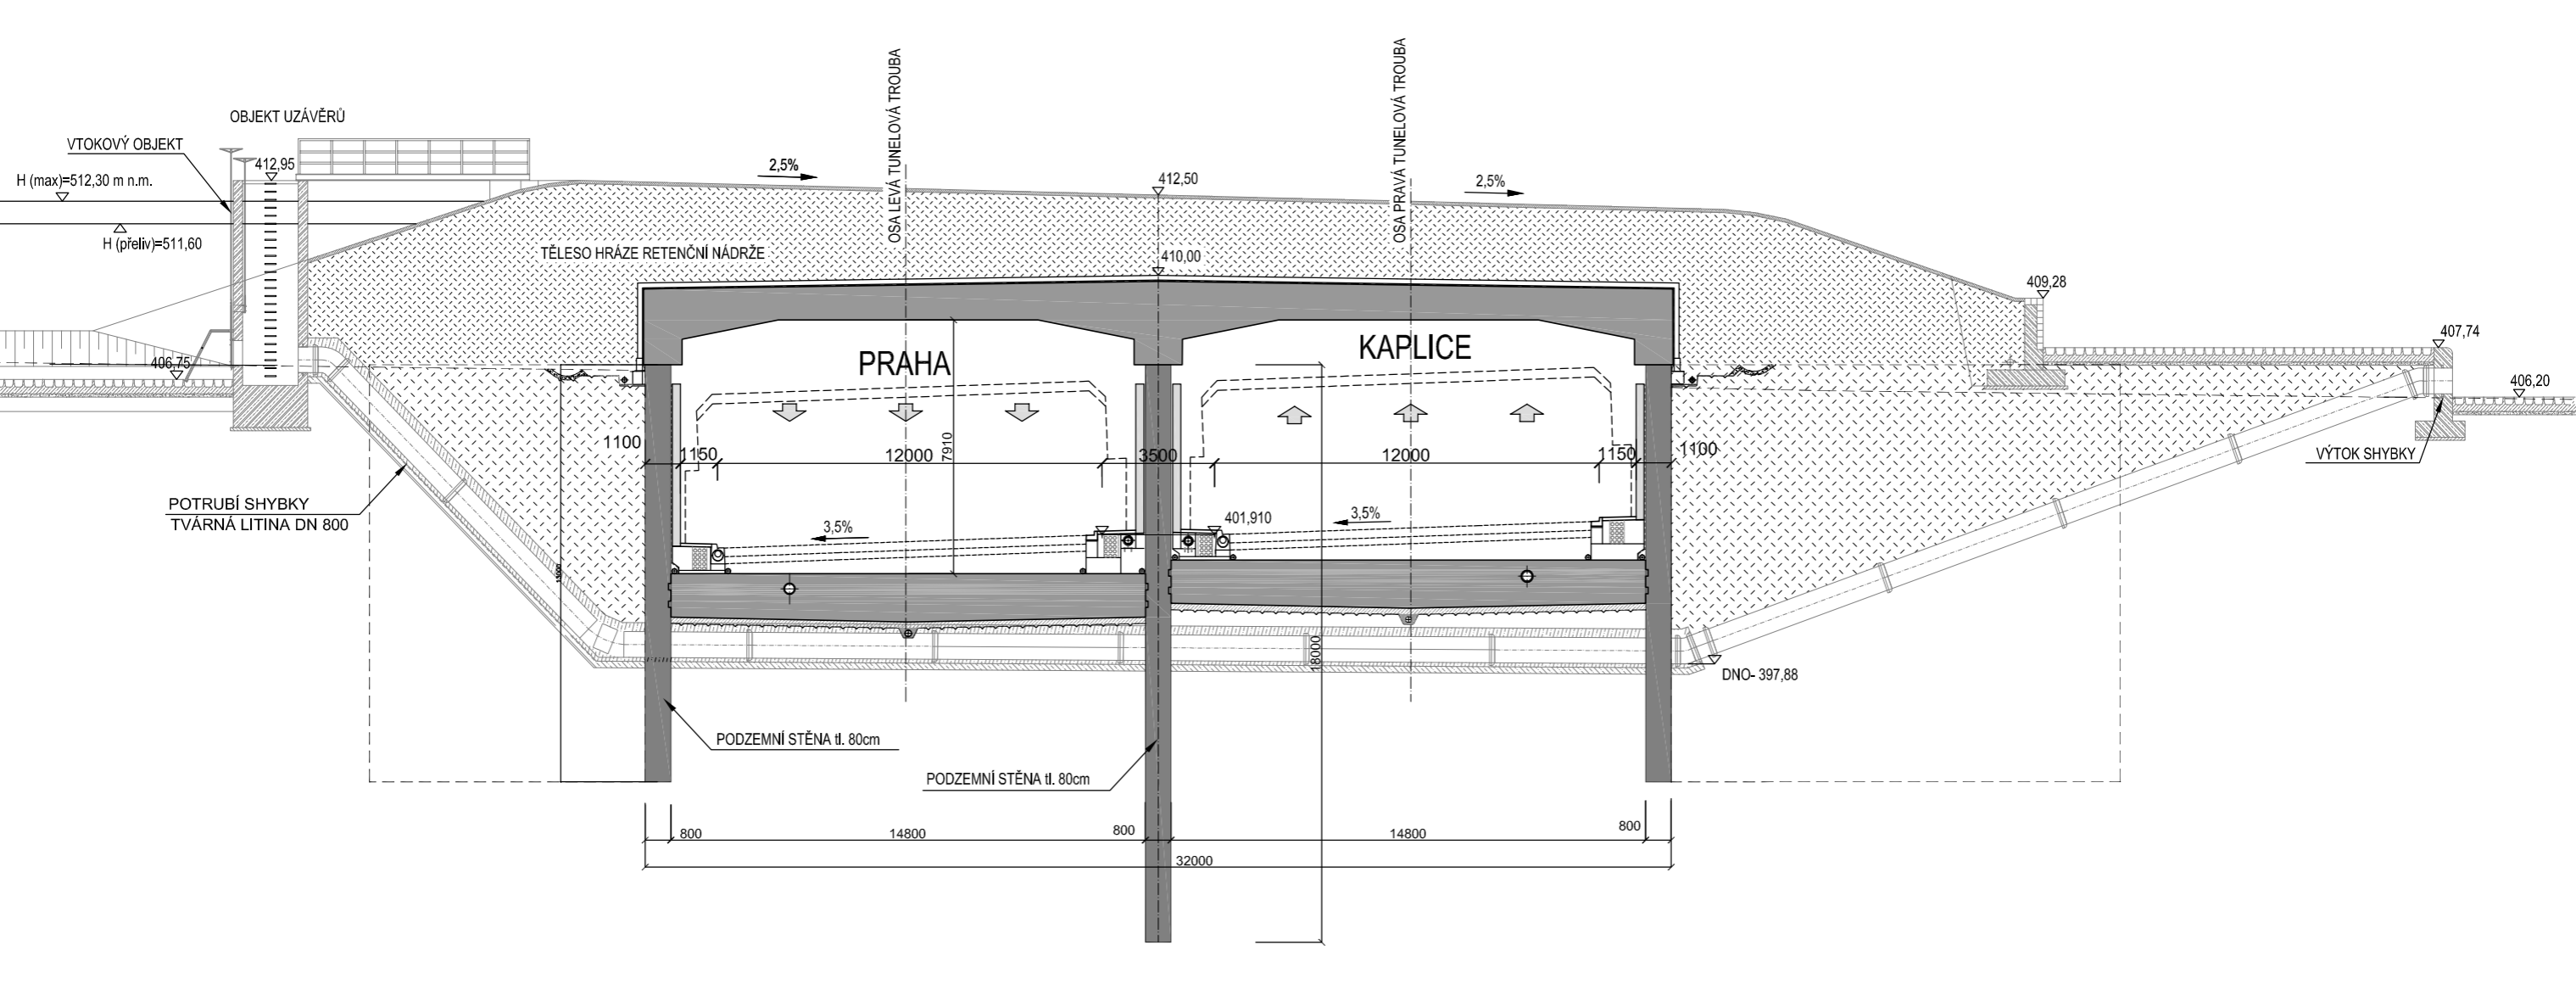 OSA LEVÁ TUNELOVÁ TROUBA
OSA PRAVÁ TUNELOVÁ TROUBA
OBJEKT UZÁVĚRŮ
VTOKOVÝ OBJEKT
412,95
H (max)=512,30 m n.m.
H (přeliv)=511,60
2,5%
412,50
2,5%
TĚLESO HRÁZE RETENČNÍ NÁDRŽE
410,00
409,28
407,74
406,75
406,20
PRAHA
KAPLICE
1100
1150
12000
7910
3500
12000
1150
1100
VÝTOK SHYBKY
POTRUBÍ SHYBKY
TVÁRNÁ LITINA DN 800
3,5%
401,910
3,5%
13000
18000
DNO- 397,88
PODZEMNÍ STĚNA tl. 80cm
PODZEMNÍ STĚNA tl. 80cm
800
14800
800
14800
800
32000